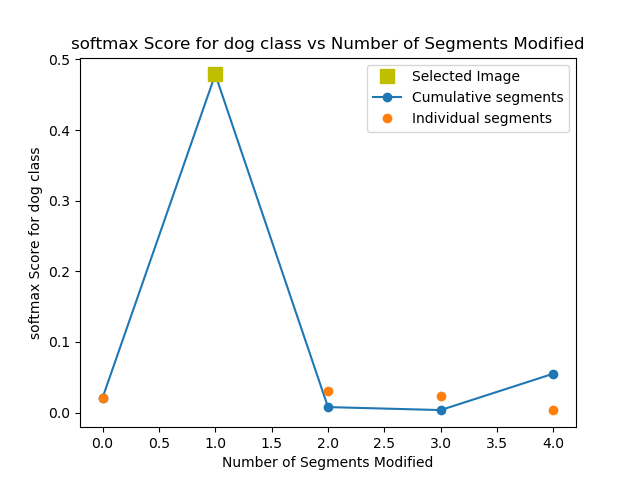 softmax Score for dog class vs Number of Segments Modified
0.5
0.4
0.3
0.2
0.1
0.0
softmax Score for dog class
Selected Image
Cumulative segments
Individual segments
0.0 0.5 1.0 1.5 2.0 2.5 3.0 3.5 4.0
Number of Segments Modified